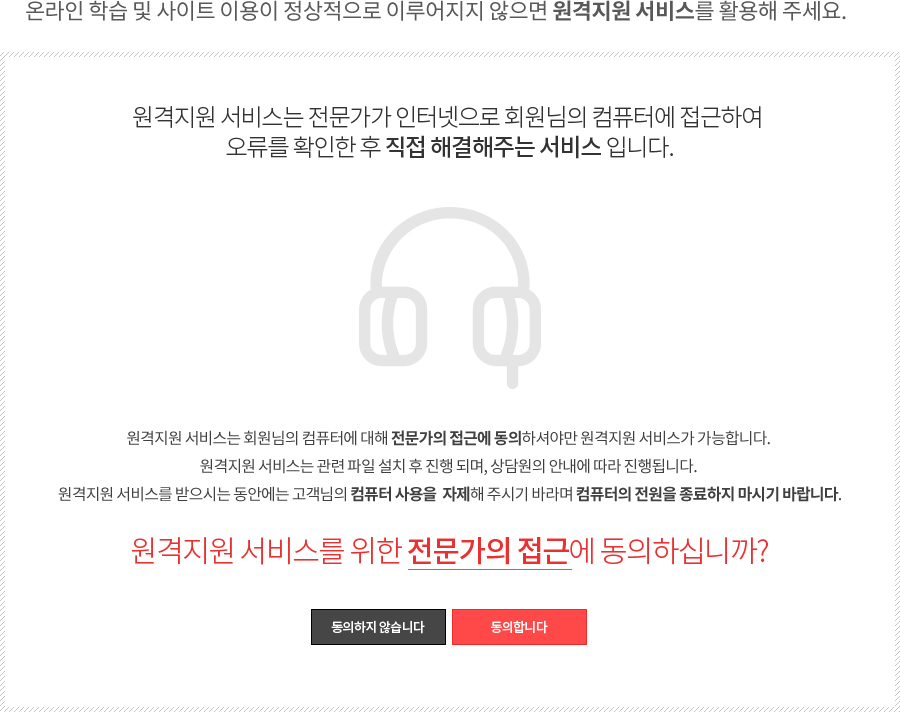 온라인 학습 및 사이트 이용이 정상적으로 이루어지지 않으면 원격지원 서비스를 활용해 주세요.
원격지원 서비스는 전문가가 인터넷으로 회원님의 컴퓨터에 접근하여
오류를 확인한 후 직접 해결해주는 서비스 입니다.
원격지원 서비스는 회원님의 컴퓨터에 대해 전문가의 접근에 동의하셔야만 원격지원 서비스가 가능합니다.
원격지원 서비스는 관련 파일 설치 후 진행 되며, 상담원의 안내에 따라 진행됩니다.
원격지원 서비스를 받으시는 동안에는 고객님의 컴퓨터 사용을 자제해 주시기 바라며 컴퓨터의 전원을 종료하지 마시기 바랍니다.
원격지원 서비스를 위한 전문가의 접근에 동의하십니까?
동의하지 않습니다 동의합니다